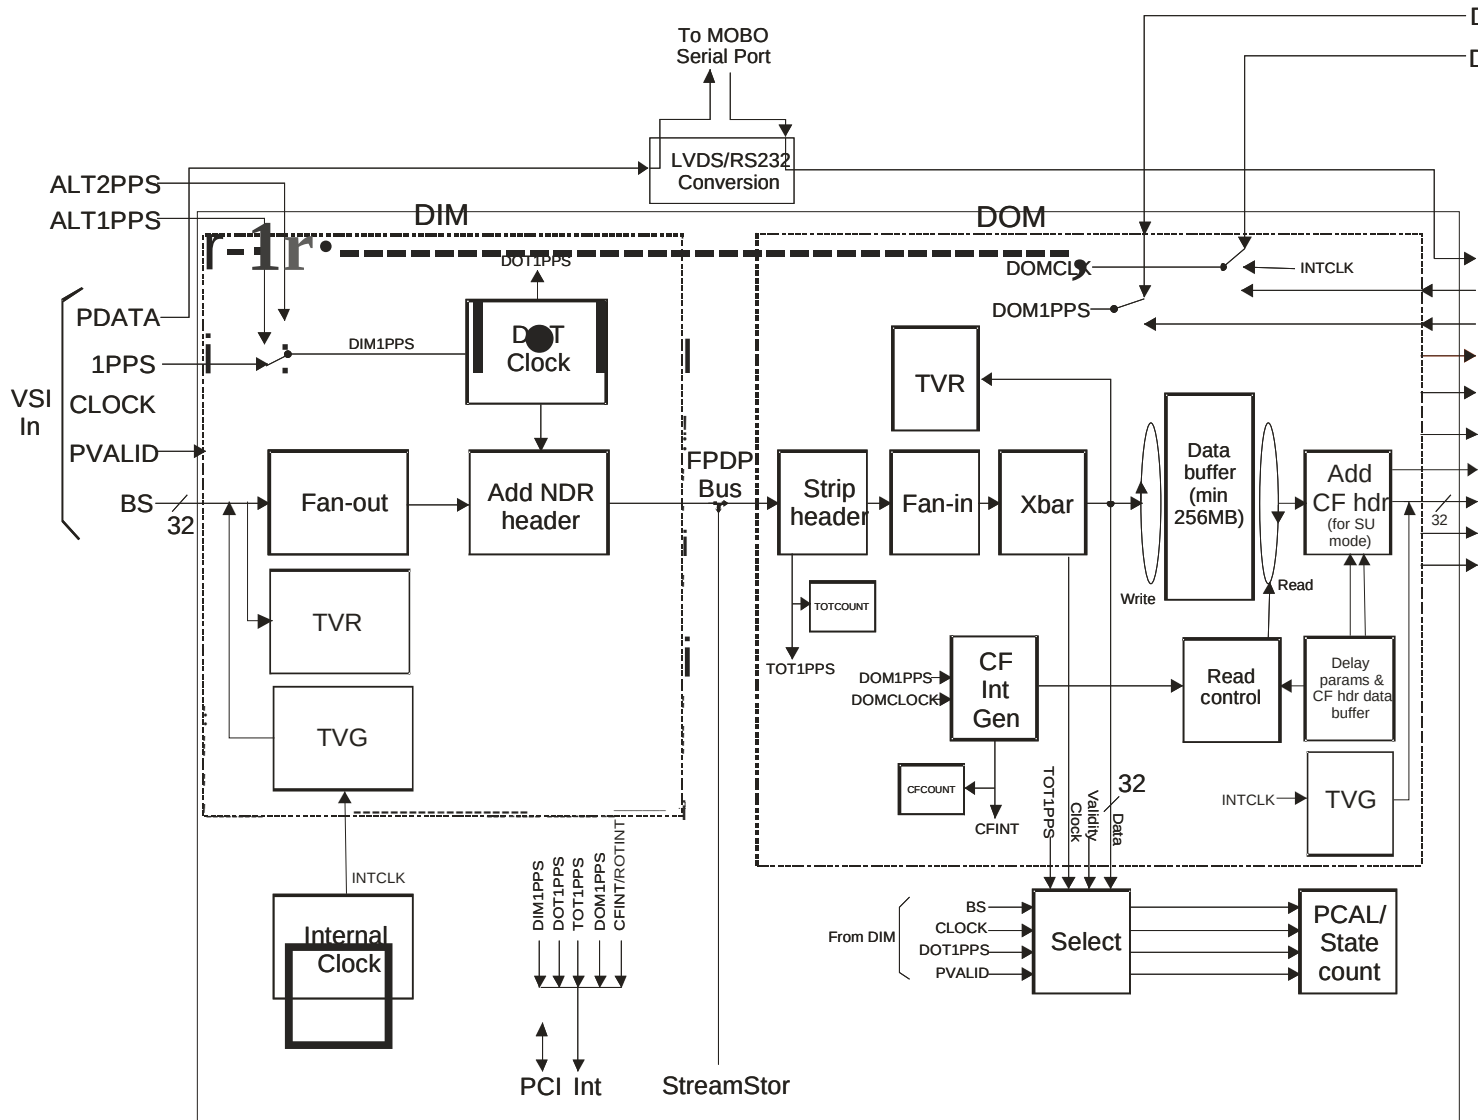 To MOBO
Serial Port
LVDS/RS232
Conversion
ALT2PPS
ALT1PPS
DIM
DOM
DOT1PPS
DOMCLK
INTCLK
DOM1PPS
VSI
In
PDATA
1PPS
CLOCK
PVALID
BS
32
DIM1PPS
DOT
Clock
Fan-out
Add NDR
header
FPDP
Bus
TVR
TVG
INTCLK
Internal
Clock
TVR
Strip
header
Fan-in
Xbar
Data
buffer
(min
256MB)
Write
Read
Add
CF hdr
(for SU
mode)
32
TOTCOUNT
TOT1PPS
DOM1PPS
DOMCLOCK
CF
Int
Gen
Read
control
Delay
params &
CF hdr data
buffer
CFCOUNT
CFINT
INTCLK
TVG
TOT1PPS
Clock
Validity
Data
32
DIM1PPS
DOT1PPS
TOT1PPS
DOM1PPS
CFINT/ROTINT
From DIM
BS
CLOCK
DOT1PPS
PVALID
Select
PCAL/
State
count
PCI Int
StreamStor